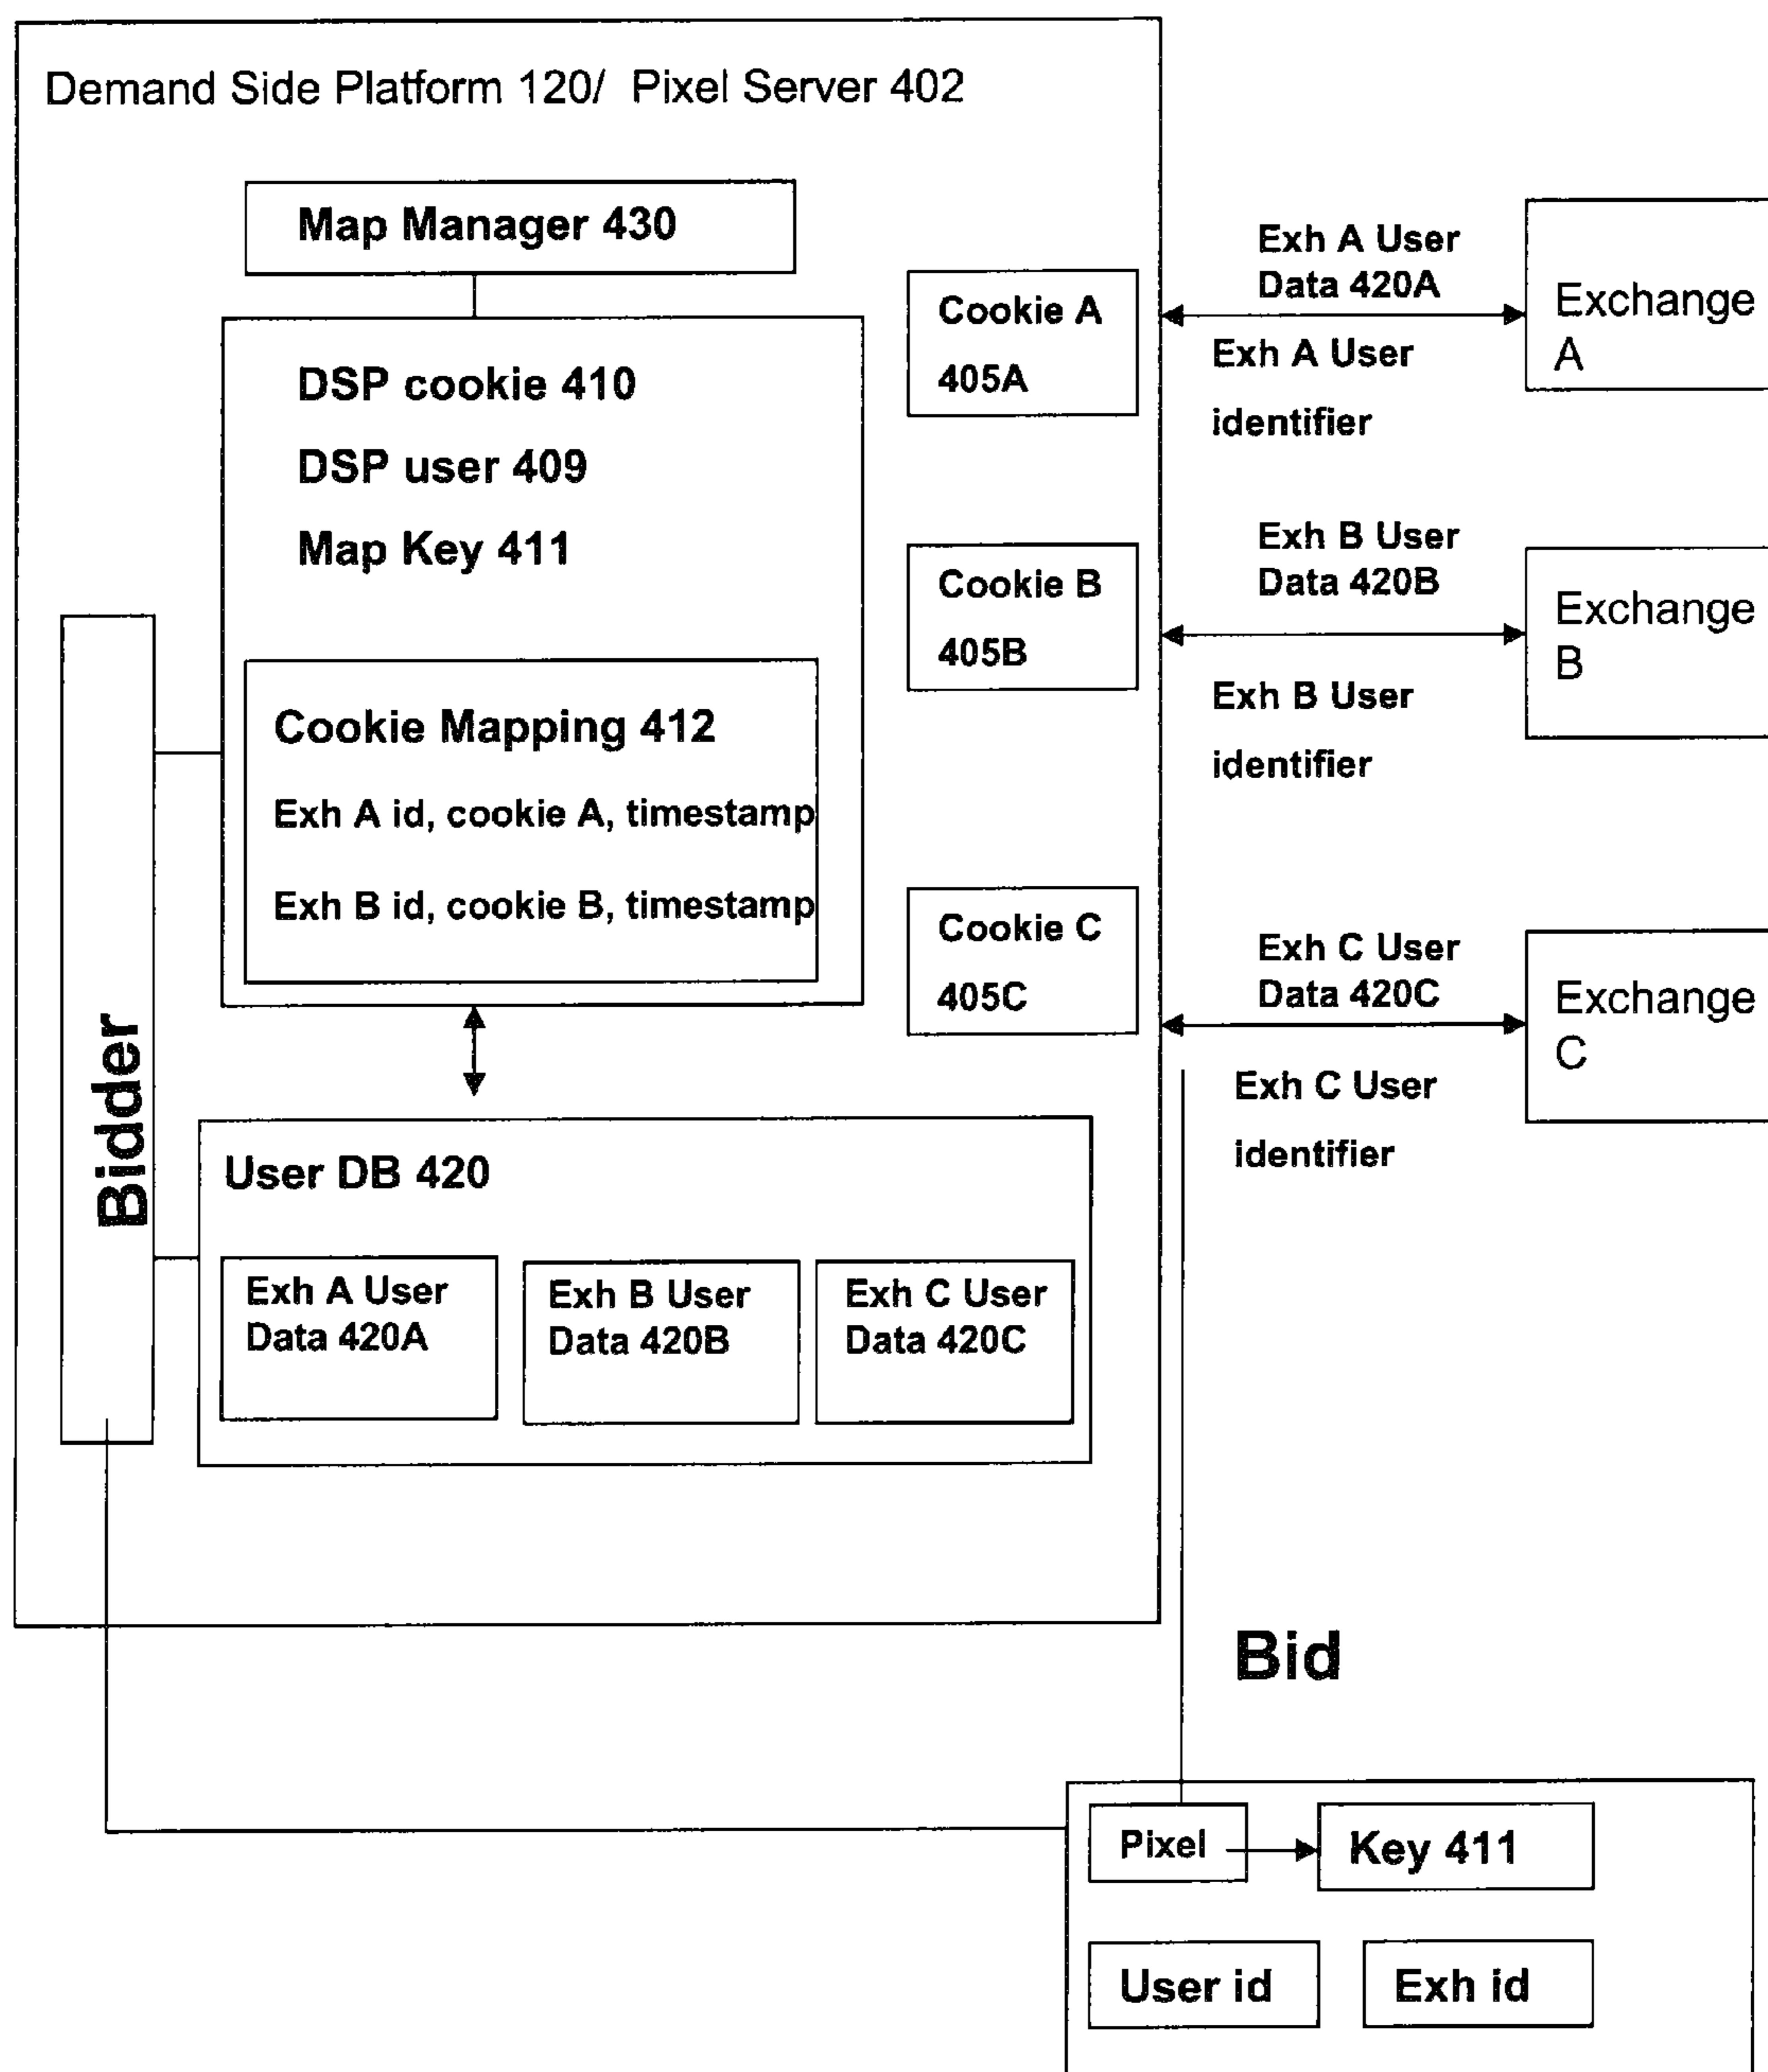 Demand Side Platform 120/ Pixel Server 402
Map Manager 430
DSP cookie 410
DSP user 409
Map Key 411
Cookie Mapping 412
Exh A id, cookie A, timestamp
Exh B id, cookie B, timestamp
Cookie A
405A
Cookie B
405B
Cookie C
405C
Exh A User
Data 420A
Exh A User
identifier
Exchange
A
Exh B User
Data 420B
Exh B User
identifier
Exchange
B
Exh C User
Data 420C
Exh C User
identifier
Exchange
C
Bidder
User DB 420
Exh A User
Data 420A
Exh B User
Data 420B
Exh C User
Data 420C
Bid
Pixel
Key 411
User id
Exh id